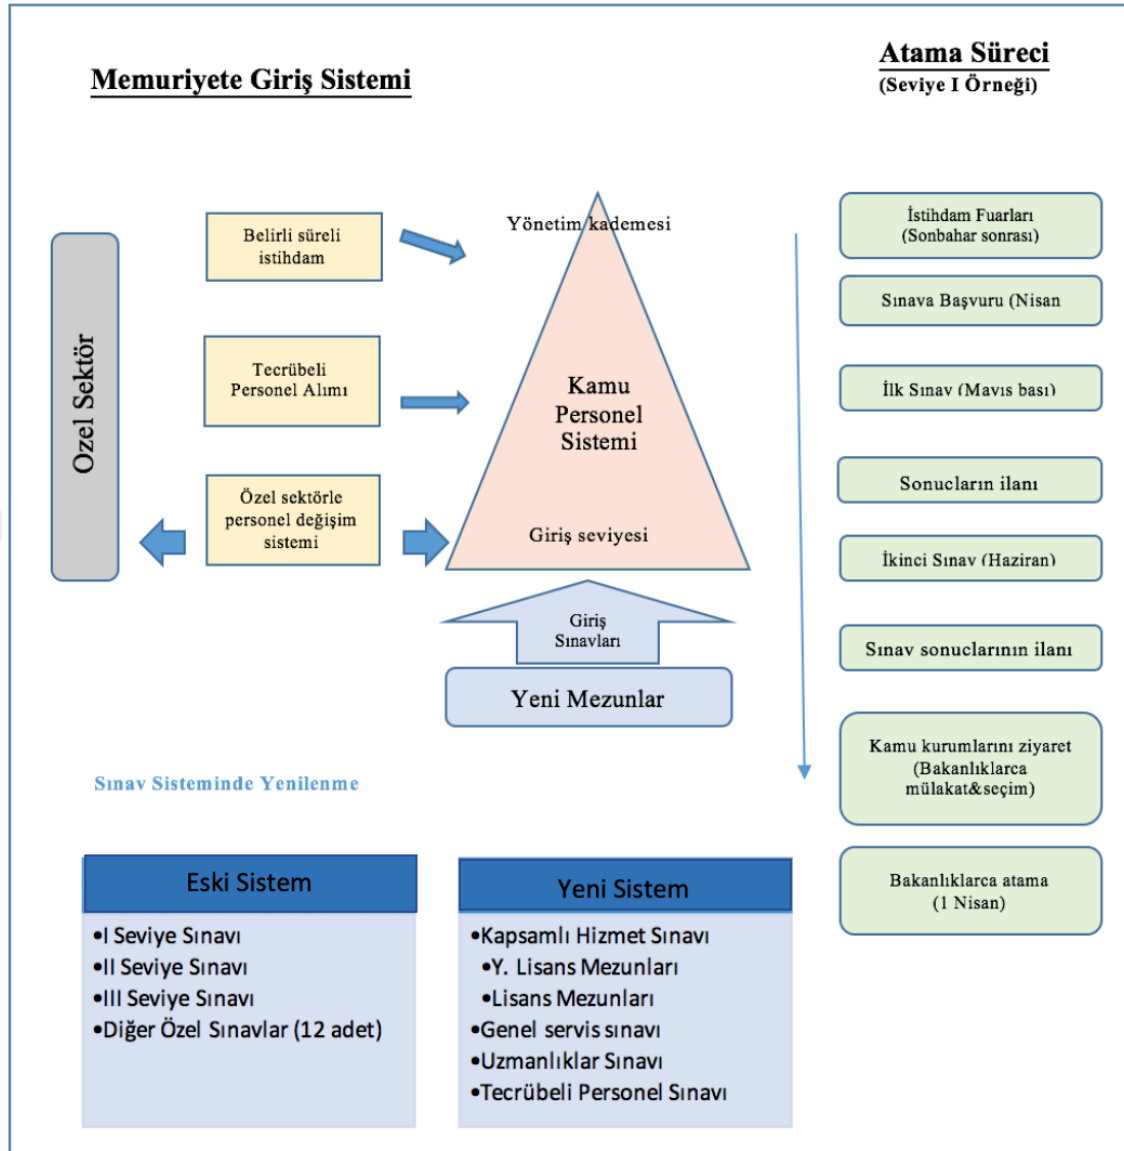 Memuriyete Giriş Sistemi
Atama Süreci
(Seviye I Örneği)
Özel Sektör
Belirli süreli
istihdam
Tecrübeli
Personel Alımı
Özel sektörle
personel değişim
sistemi
Yönetim kademesi
Kamu
Personel
Sistemi
Giriş seviyesi
Giriş
Sınavları
Yeni Mezunlar
İstihdam Fuarları
(Sonbahar sonrası)
Sınava Başvuru (Nisan
İlk Sınav (Mayıs bası)
Sonucların ilanı
İkinci Sınav (Haziran)
Sınav sonuclarının ilanı
Kamu kurumlarını ziyaret
(Bakanlıklarca
mülakat&seçim)
Bakanlıklarca atama
(1 Nisan)
Sınav Sisteminde Yenilenme
Eski Sistem
•I Seviye Sınavı
•II Seviye Sınavı
•III Seviye Sınavı
•Diğer Özel Sınavlar (12 adet)
Yeni Sistem
•Kapsamlı Hizmet Sınavı
•Y. Lisans Mezunları
•Lisans Mezunları
•Genel servis sınavı
•Uzmanlıklar Sınavı
•Tecrübeli Personel Sınavı